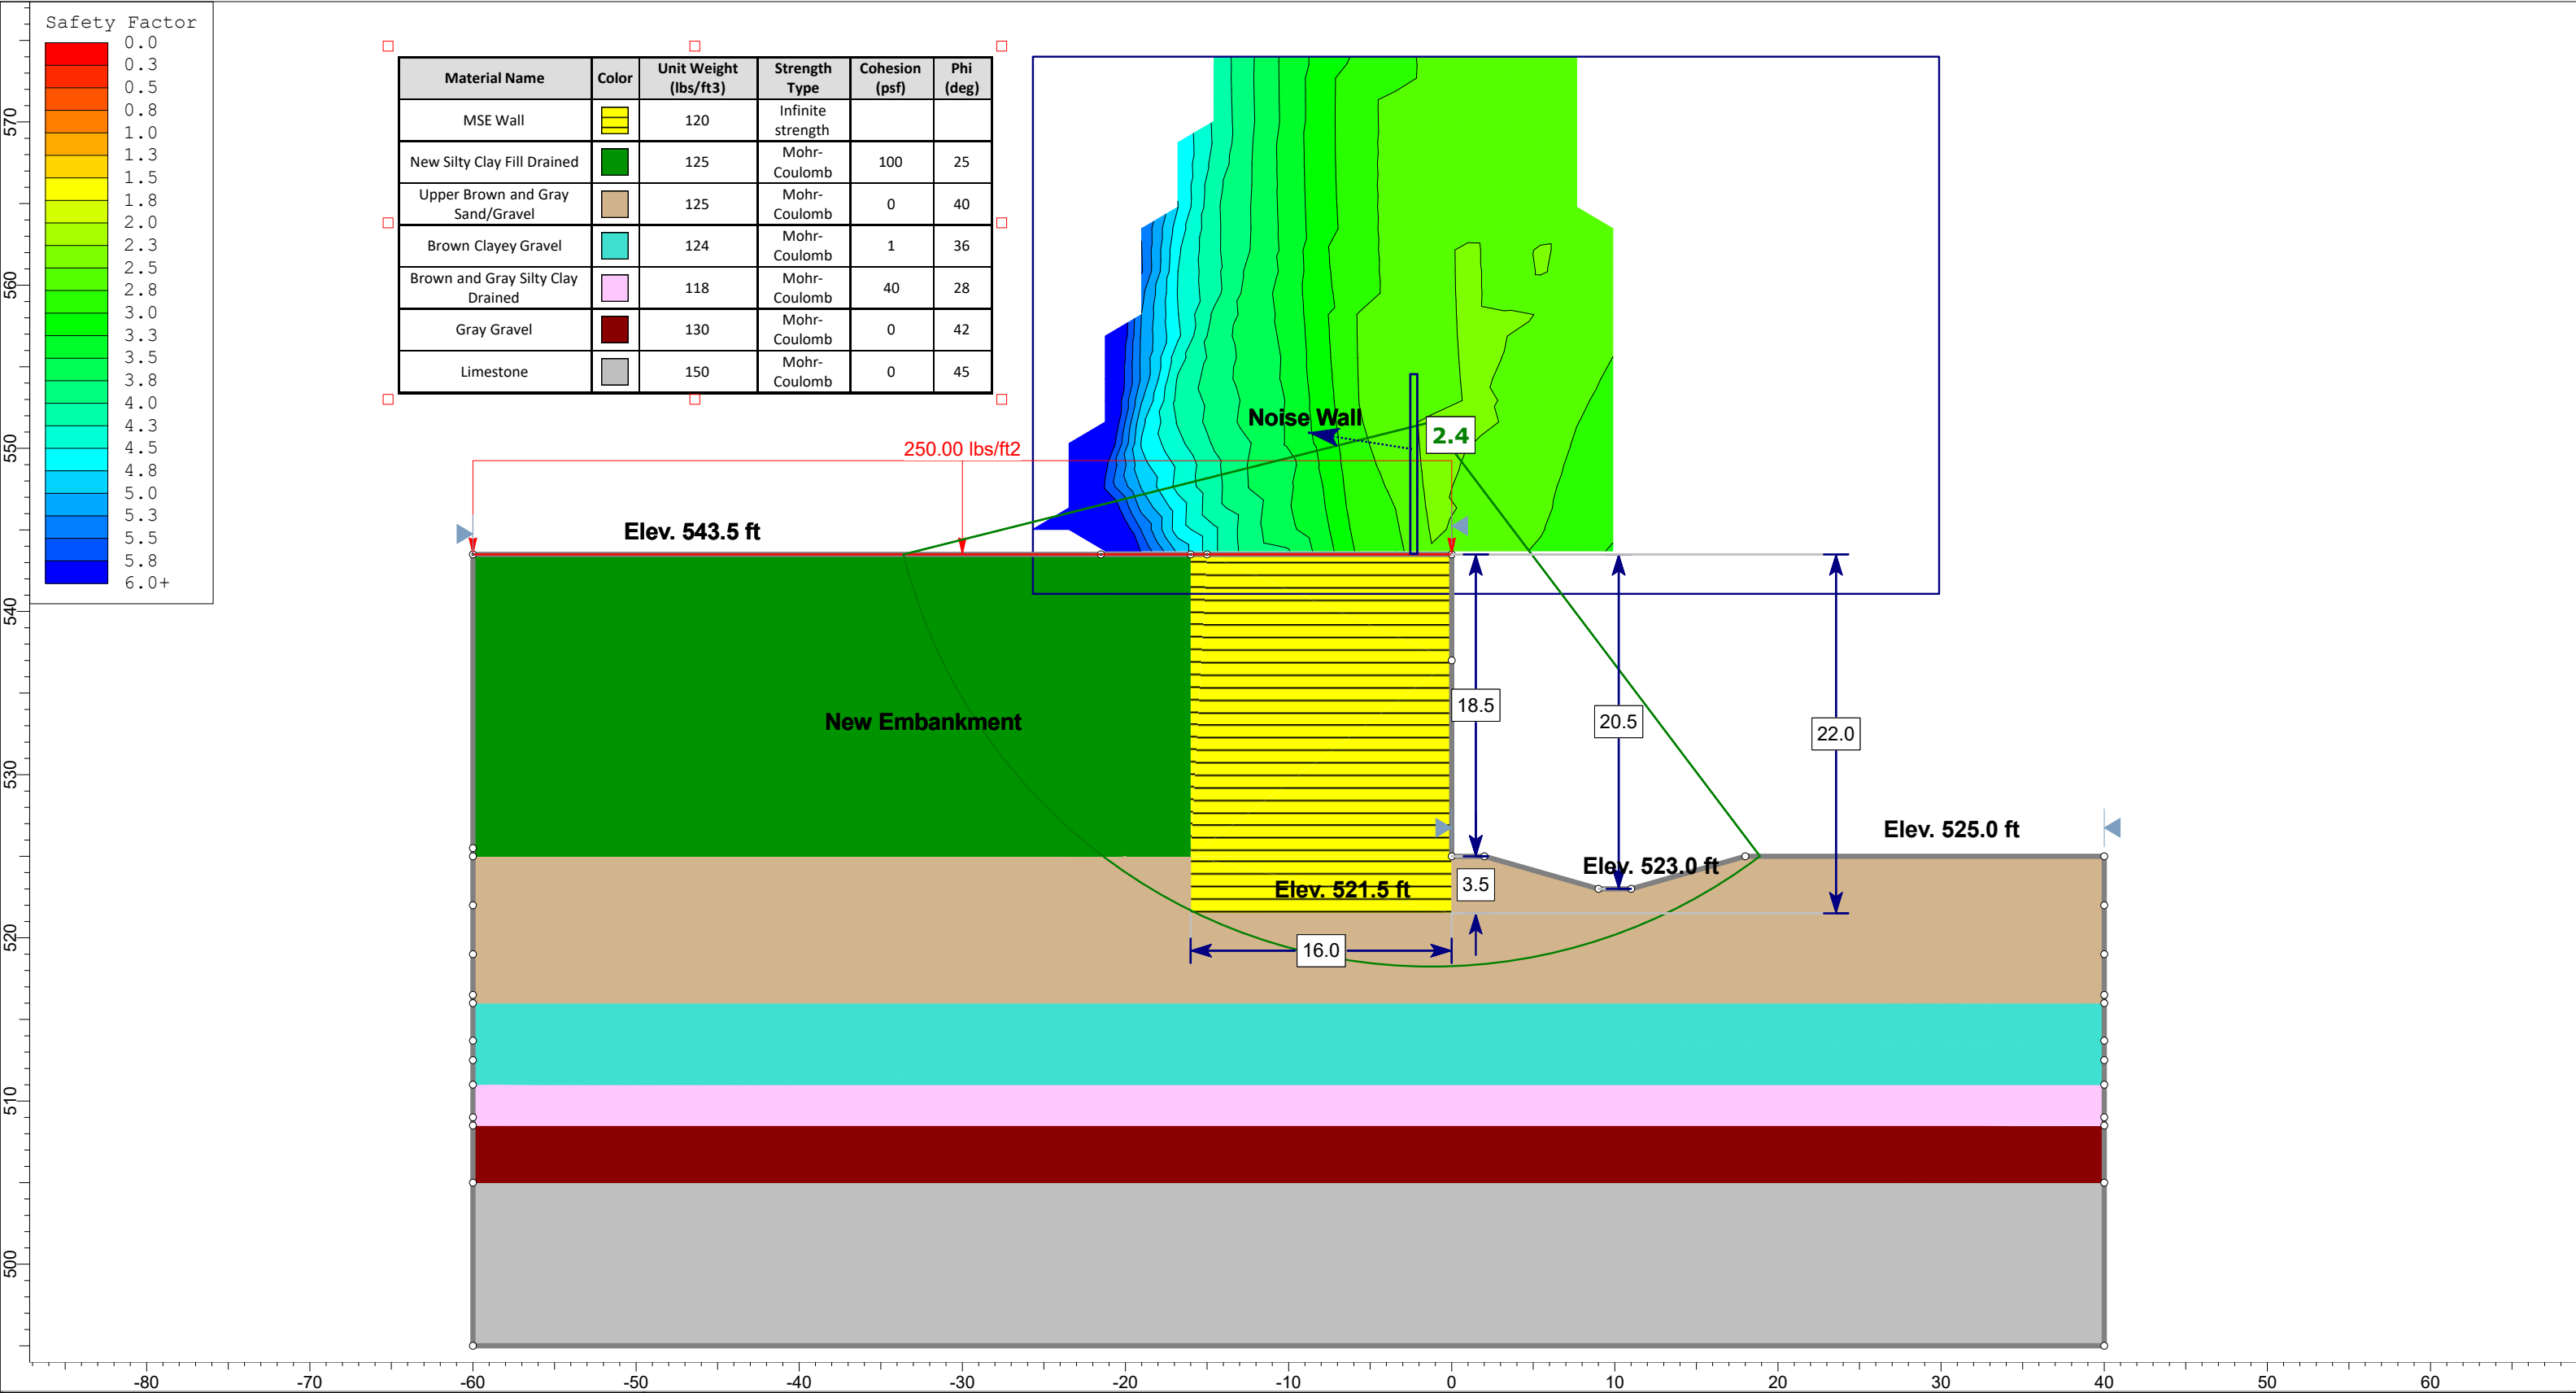 Safety Factor
0.0
0.3
0.5
0.8
1.0
1.3
1.5
1.8
2.0
2.3
2.5
2.8
3.0
3.3
3.5
3.8
4.0
4.3
4.5
4.8
5.0
5.3
5.5
5.8
6.0+
Material Name Color Unit Weight (lbs/ft3) Strength Type Cohesion (psf) Phi (deg)
MSE Wall 120 Infinite strength
New Silty Clay Fill Drained 125 Mohr-Coulomb 100 25
Upper Brown and Gray Sand/Gravel 125 Mohr-Coulomb 0 40
Brown Clayey Gravel 124 Mohr-Coulomb 1 36
Brown and Gray Silty Clay Drained 118 Mohr-Coulomb 40 28
Gray Gravel 130 Mohr-Coulomb 0 42
Limestone 150 Mohr-Coulomb 0 45
Noise Wall
2.4
250.00 lbs/ft2
Elev. 543.5 ft
New Embankment
18.5
20.5
22.0
Elev. 525.0 ft
Elev. 523.0 ft
Elev. 521.5 ft
3.5
16.0
570
560
550
540
530
520
510
500
-80 -70 -60 -50 -40 -30 -20 -10 0 10 20 30 40 50 60